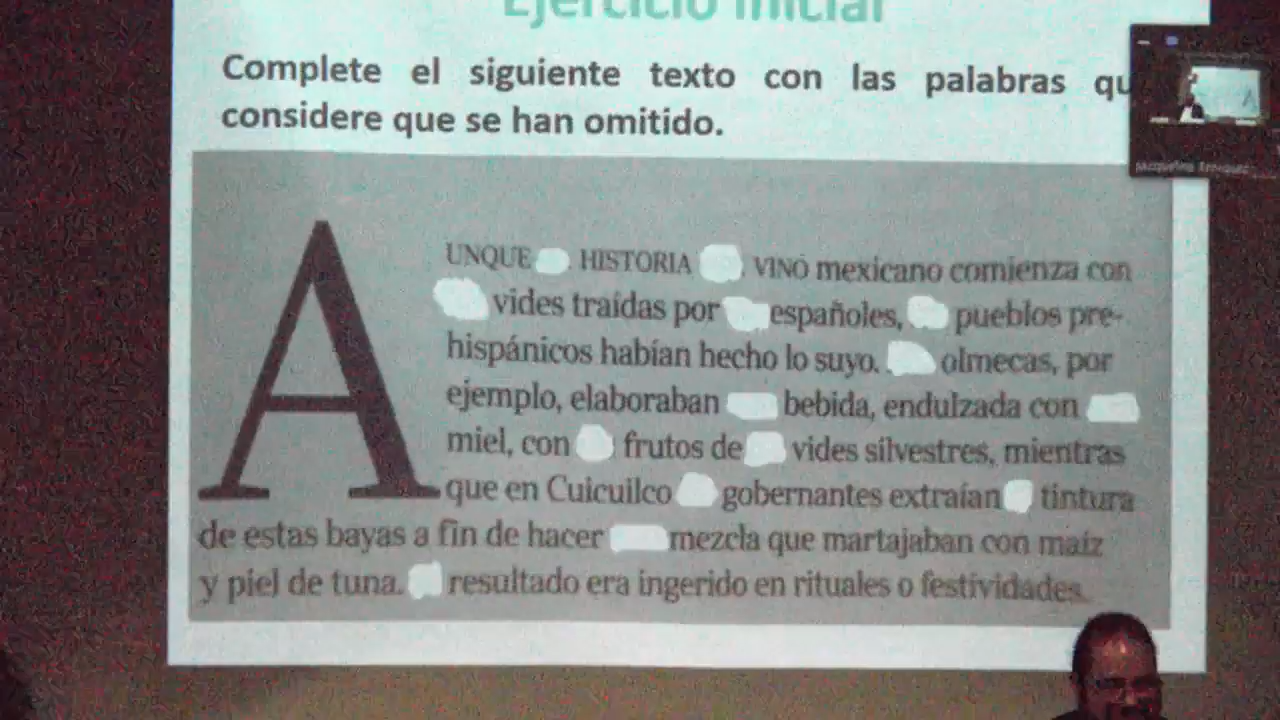 Ejercicio inicial
Complete el siguiente texto con las palabras qu
considere que se han omitido.
AUNQUE HISTORIA VINO mexicano comienza con
vides traídas por españoles, pueblos pre-
hispánicos habían hecho lo suyo. olmecas, por
ejemplo, elaboraban bebida, endulzada con
miel, con frutos de vides silvestres, mientras
que en Cuicuilco gobernantes extraían tintura
de estas bayas a fin de hacer mezcla que martajaban con maíz
y piel de tuna. resultado era ingerido en rituales o festividades.